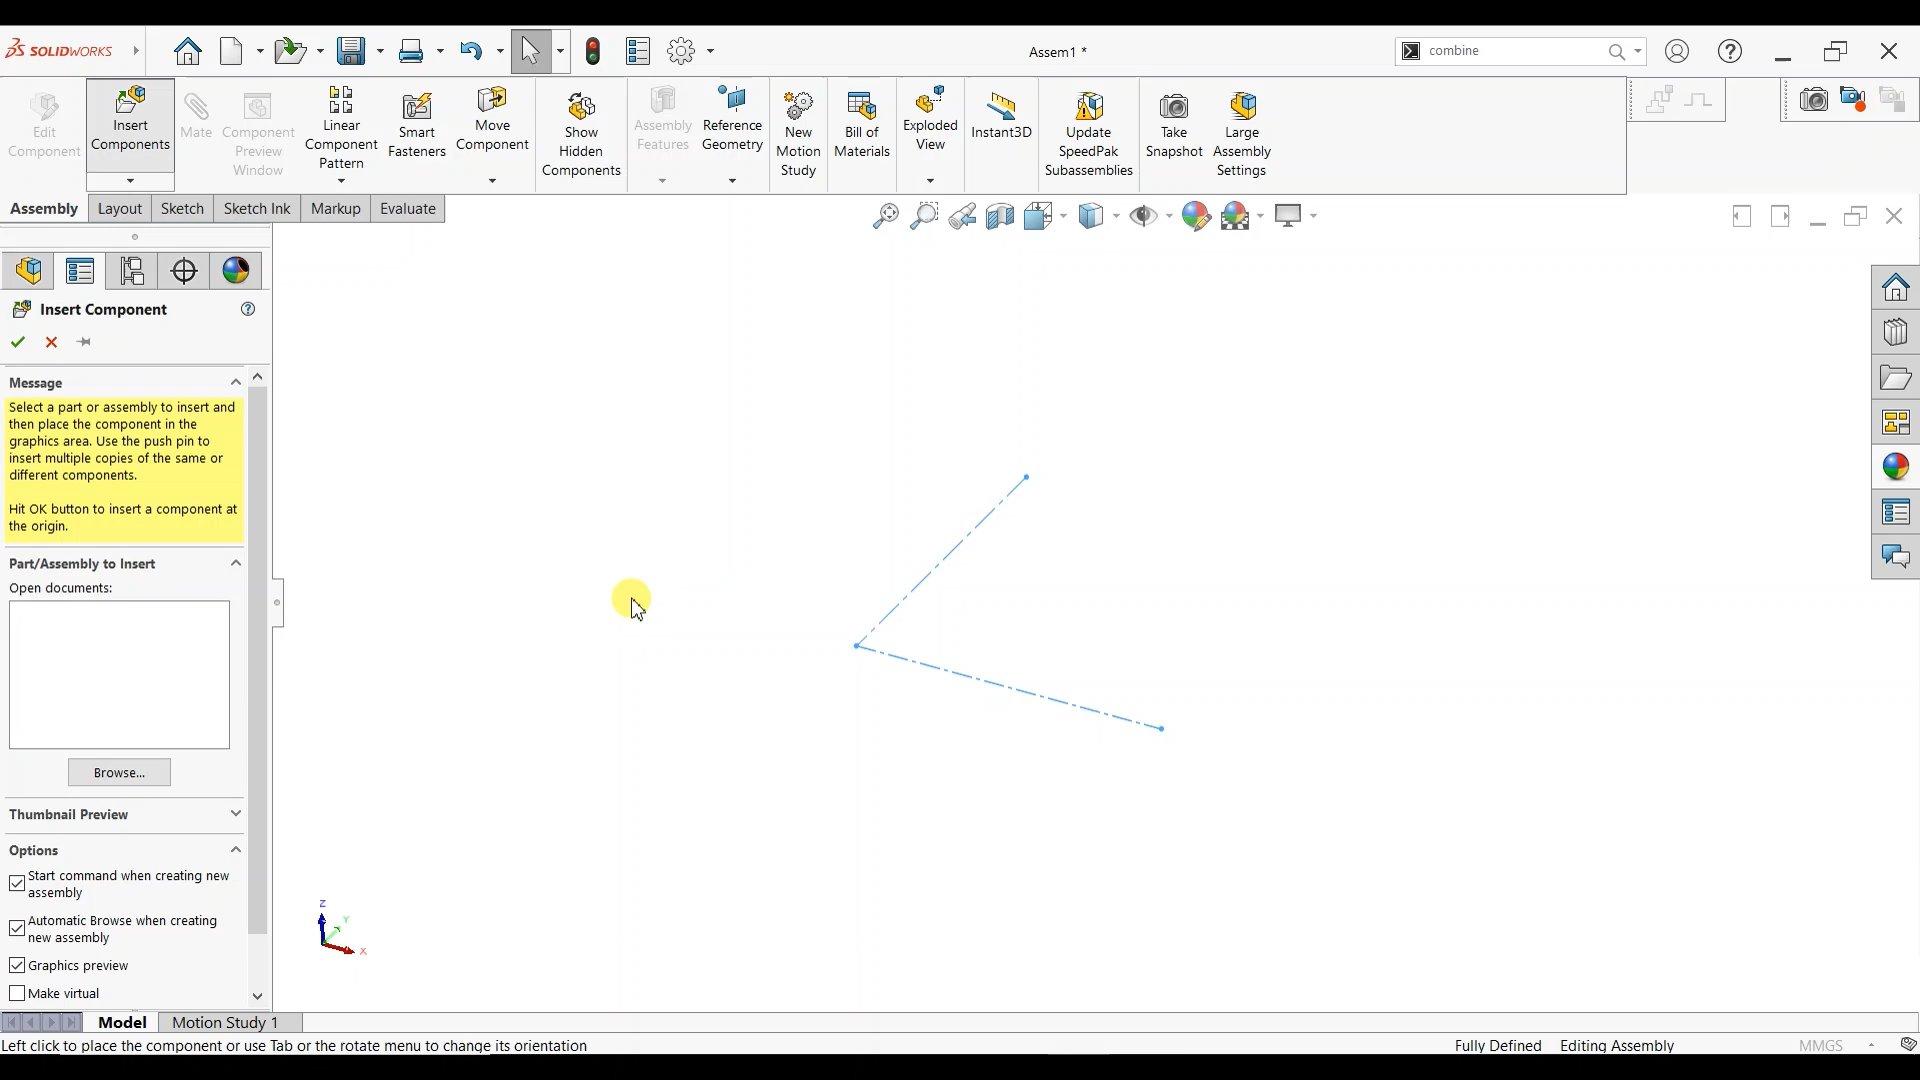 SOLIDWORKS
Assem1 *
combine
Edit
Component
Insert
Components
Mate
Component
Preview
Window
Linear
Component
Pattern
Smart
Fasteners
Move
Component
Show
Hidden
Components
Assembly
Features
Reference
Geometry
New
Motion
Study
Bill of
Materials
Exploded
View
Instant3D
Update
SpeedPak
Subassemblies
Take
Snapshot
Large
Assembly
Settings
Assembly
Layout
Sketch
Sketch Ink
Markup
Evaluate
Insert Component
Message
Select a part or assembly to insert and
then place the component in the
graphics area. Use the push pin to
insert multiple copies of the same or
different components.
Hit OK button to insert a component at
the origin.
Part/Assembly to Insert
Open documents:
Browse...
Thumbnail Preview
Options
Start command when creating new
assembly
Automatic Browse when creating
new assembly
Graphics preview
Make virtual
Z
Y
X
Model
Motion Study 1
Left click to place the component or use Tab or the rotate menu to change its orientation
Fully Defined
Editing Assembly
MMGS